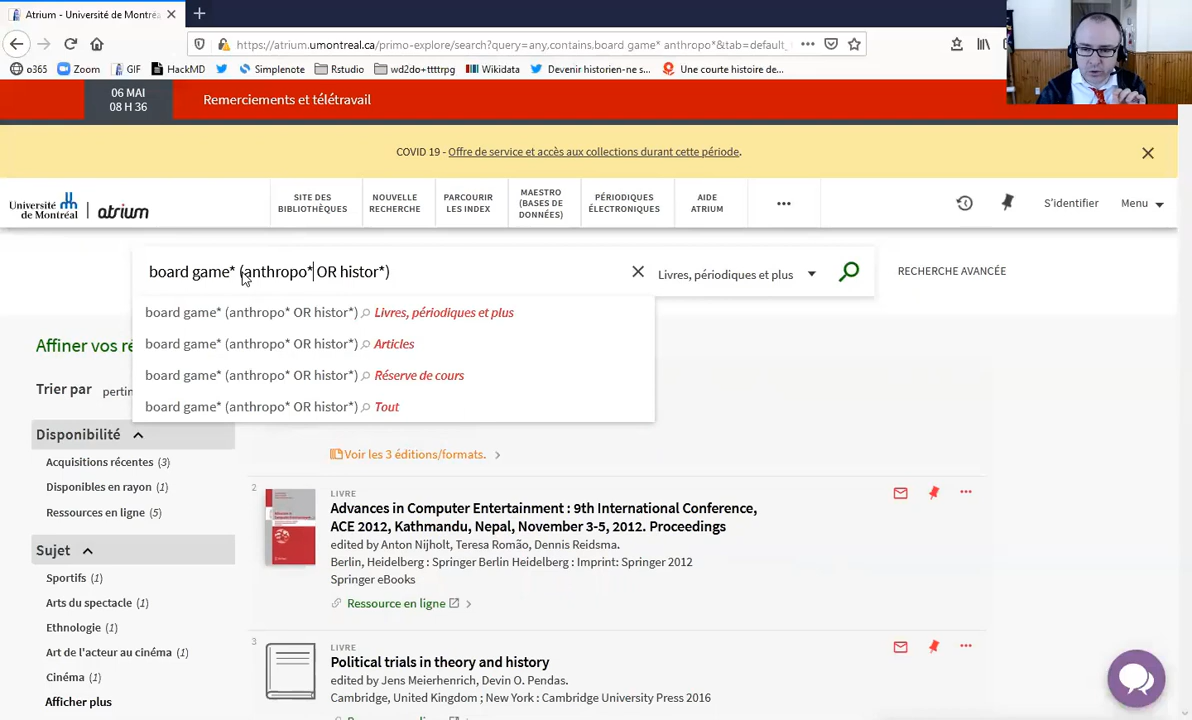 Atrium - Université de Montréa
https://atrium.umontreal.ca/primo-explore/search?query=any.contains.board game* anthropo*&tab=default_
o365 Zoom GIF HackMD Simplenote Rstudio wd2do+ttttrpg Wikidata Devenir historien-ne s... Une courte histoire de...
06 MAI
08 H 36
Remerciements et télétravail
COVID 19 - Offre de service et accès aux collections durant cette période.
Université de Montréal
atrium
SITE DES BIBLIOTHÈQUES
NOUVELLE RECHERCHE
PARCOURIR LES INDEX
MAESTRO (BASES DE DONNÉES)
PÉRIODIQUES ÉLECTRONIQUES
AIDE ATRIUM
S'identifier
Menu
board game* (anthropo* OR histor*)
Livres, périodiques et plus
RECHERCHE AVANCÉE
board game* (anthropo* OR histor*) Livres, périodiques et plus
board game* (anthropo* OR histor*) Articles
board game* (anthropo* OR histor*) Réserve de cours
board game* (anthropo* OR histor*) Tout
Affiner vos ré
Trier par pertin
Disponibilité
Acquisitions récentes (3)
Disponibles en rayon (1)
Ressources en ligne (5)
Sujet
Sportifs (1)
Arts du spectacle (1)
Ethnologie (1)
Art de l'acteur au cinéma (1)
Cinéma (1)
Afficher plus
Voir les 3 éditions/formats.
2
LIVRE
Advances in Computer Entertainment : 9th International Conference,
ACE 2012, Kathmandu, Nepal, November 3-5, 2012. Proceedings
edited by Anton Nijholt, Teresa Romão, Dennis Reidsma.
Berlin, Heidelberg : Springer Berlin Heidelberg : Imprint: Springer 2012
Springer eBooks
Ressource en ligne
3
LIVRE
Political trials in theory and history
edited by Jens Meierhenrich, Devin O. Pendas.
Cambridge, United Kingdom ; New York : Cambridge University Press 2016